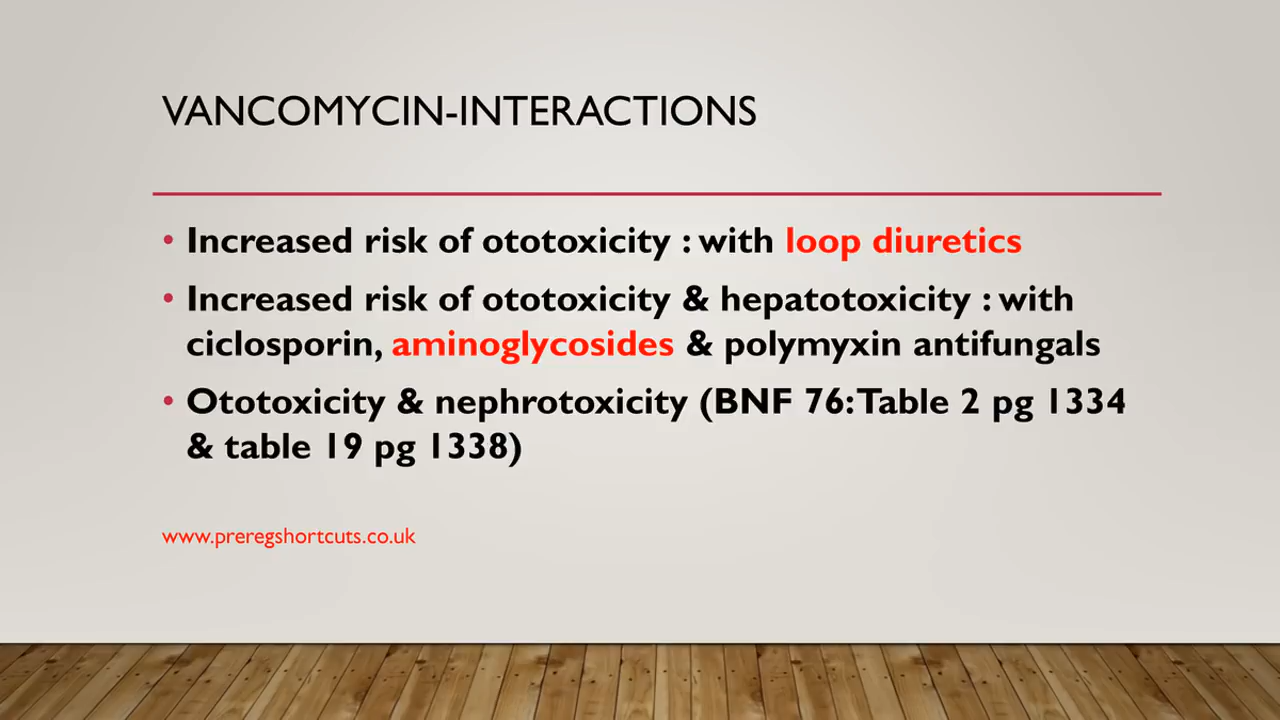 VANCOMYCIN-INTERACTIONS
• Increased risk of ototoxicity : with loop diuretics
• Increased risk of ototoxicity & hepatotoxicity : with
ciclosporin, aminoglycosides & polymyxin antifungals
• Ototoxicity & nephrotoxicity (BNF 76: Table 2 pg 1334
& table 19 pg 1338)
www.preregshortcuts.co.uk